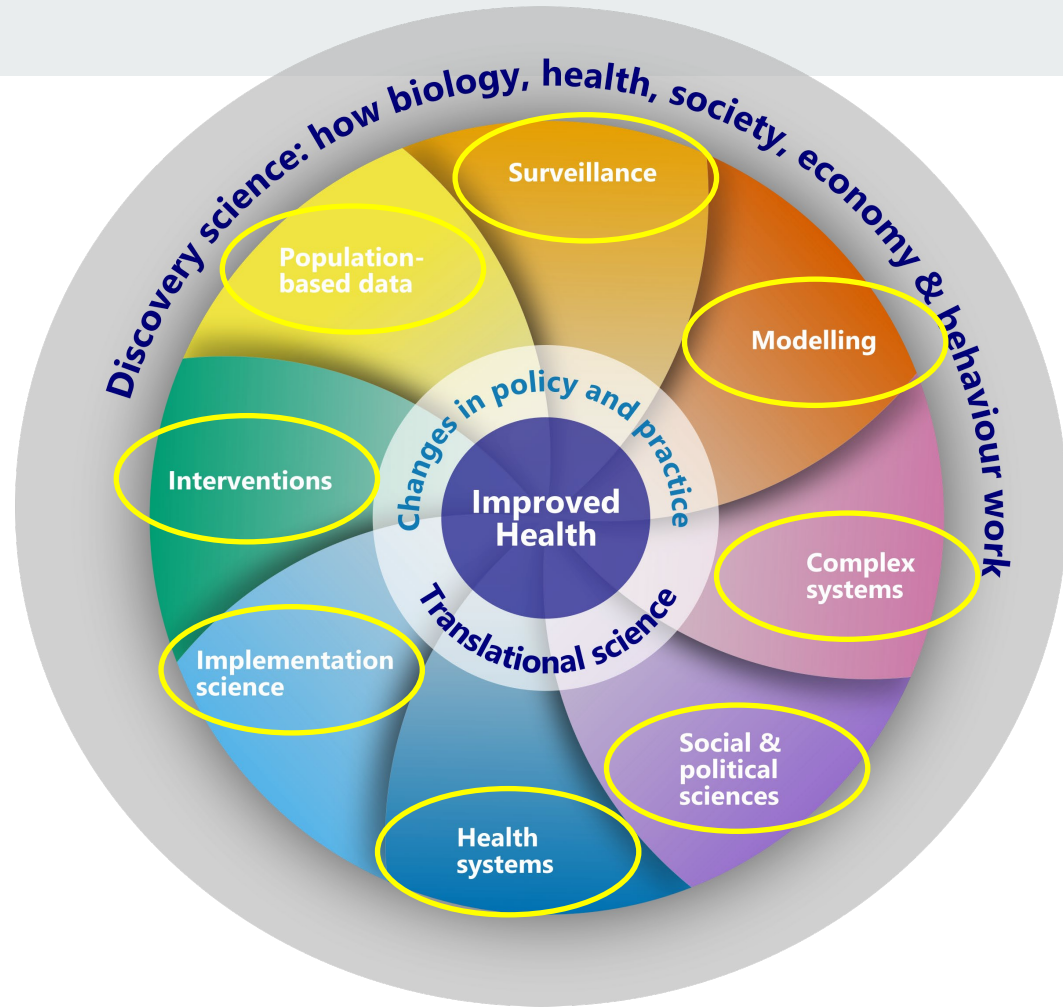 Discovery science: how biology, health, society, economy & behaviour work
Surveillance
Population-
based data
Modelling
Changes in policy and practice
Interventions
Improved
Health
Complex
systems
Translational science
Implementation
science
Social &
political
sciences
Health
systems